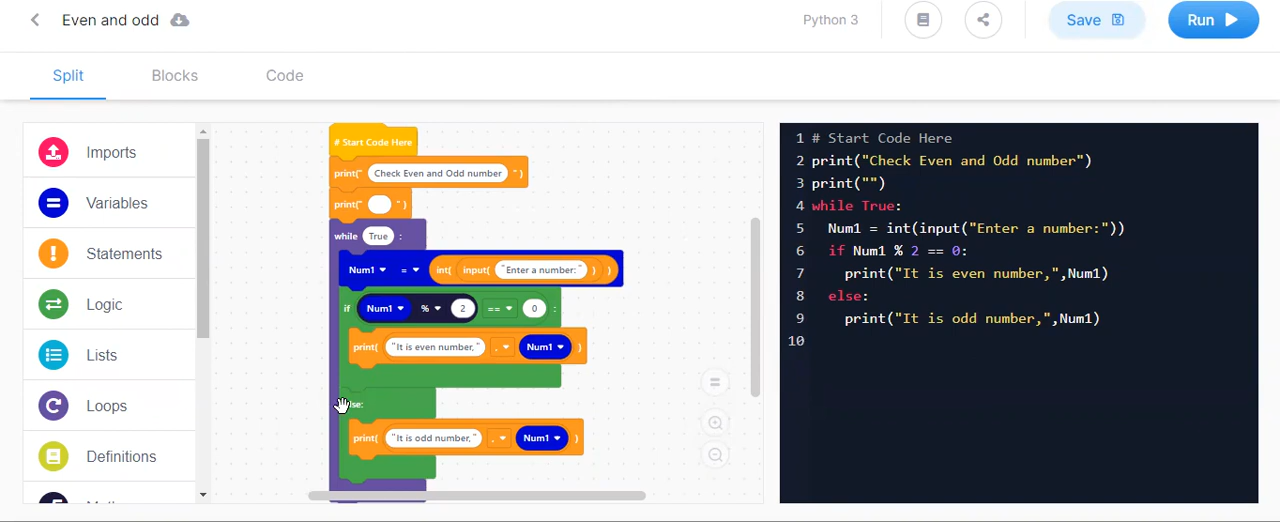 Even and odd
Python 3
Save
Run
Split
Blocks
Code
Imports
Variables
Statements
Logic
Lists
Loops
Definitions
# Start Code Here
print(" Check Even and Odd number ")
print(" ")
while True :
Num1 = int( input( "Enter a number:" ) )
if Num1 % 2 == 0 :
print( "It is even number," , Num1 )
lse:
print( "It is odd number," , Num1 )
1 # Start Code Here
2 print("Check Even and Odd number")
3 print("")
4 while True:
5 Num1 = int(input("Enter a number:"))
6 if Num1 % 2 == 0:
7 print("It is even number,",Num1)
8 else:
9 print("It is odd number,",Num1)
10